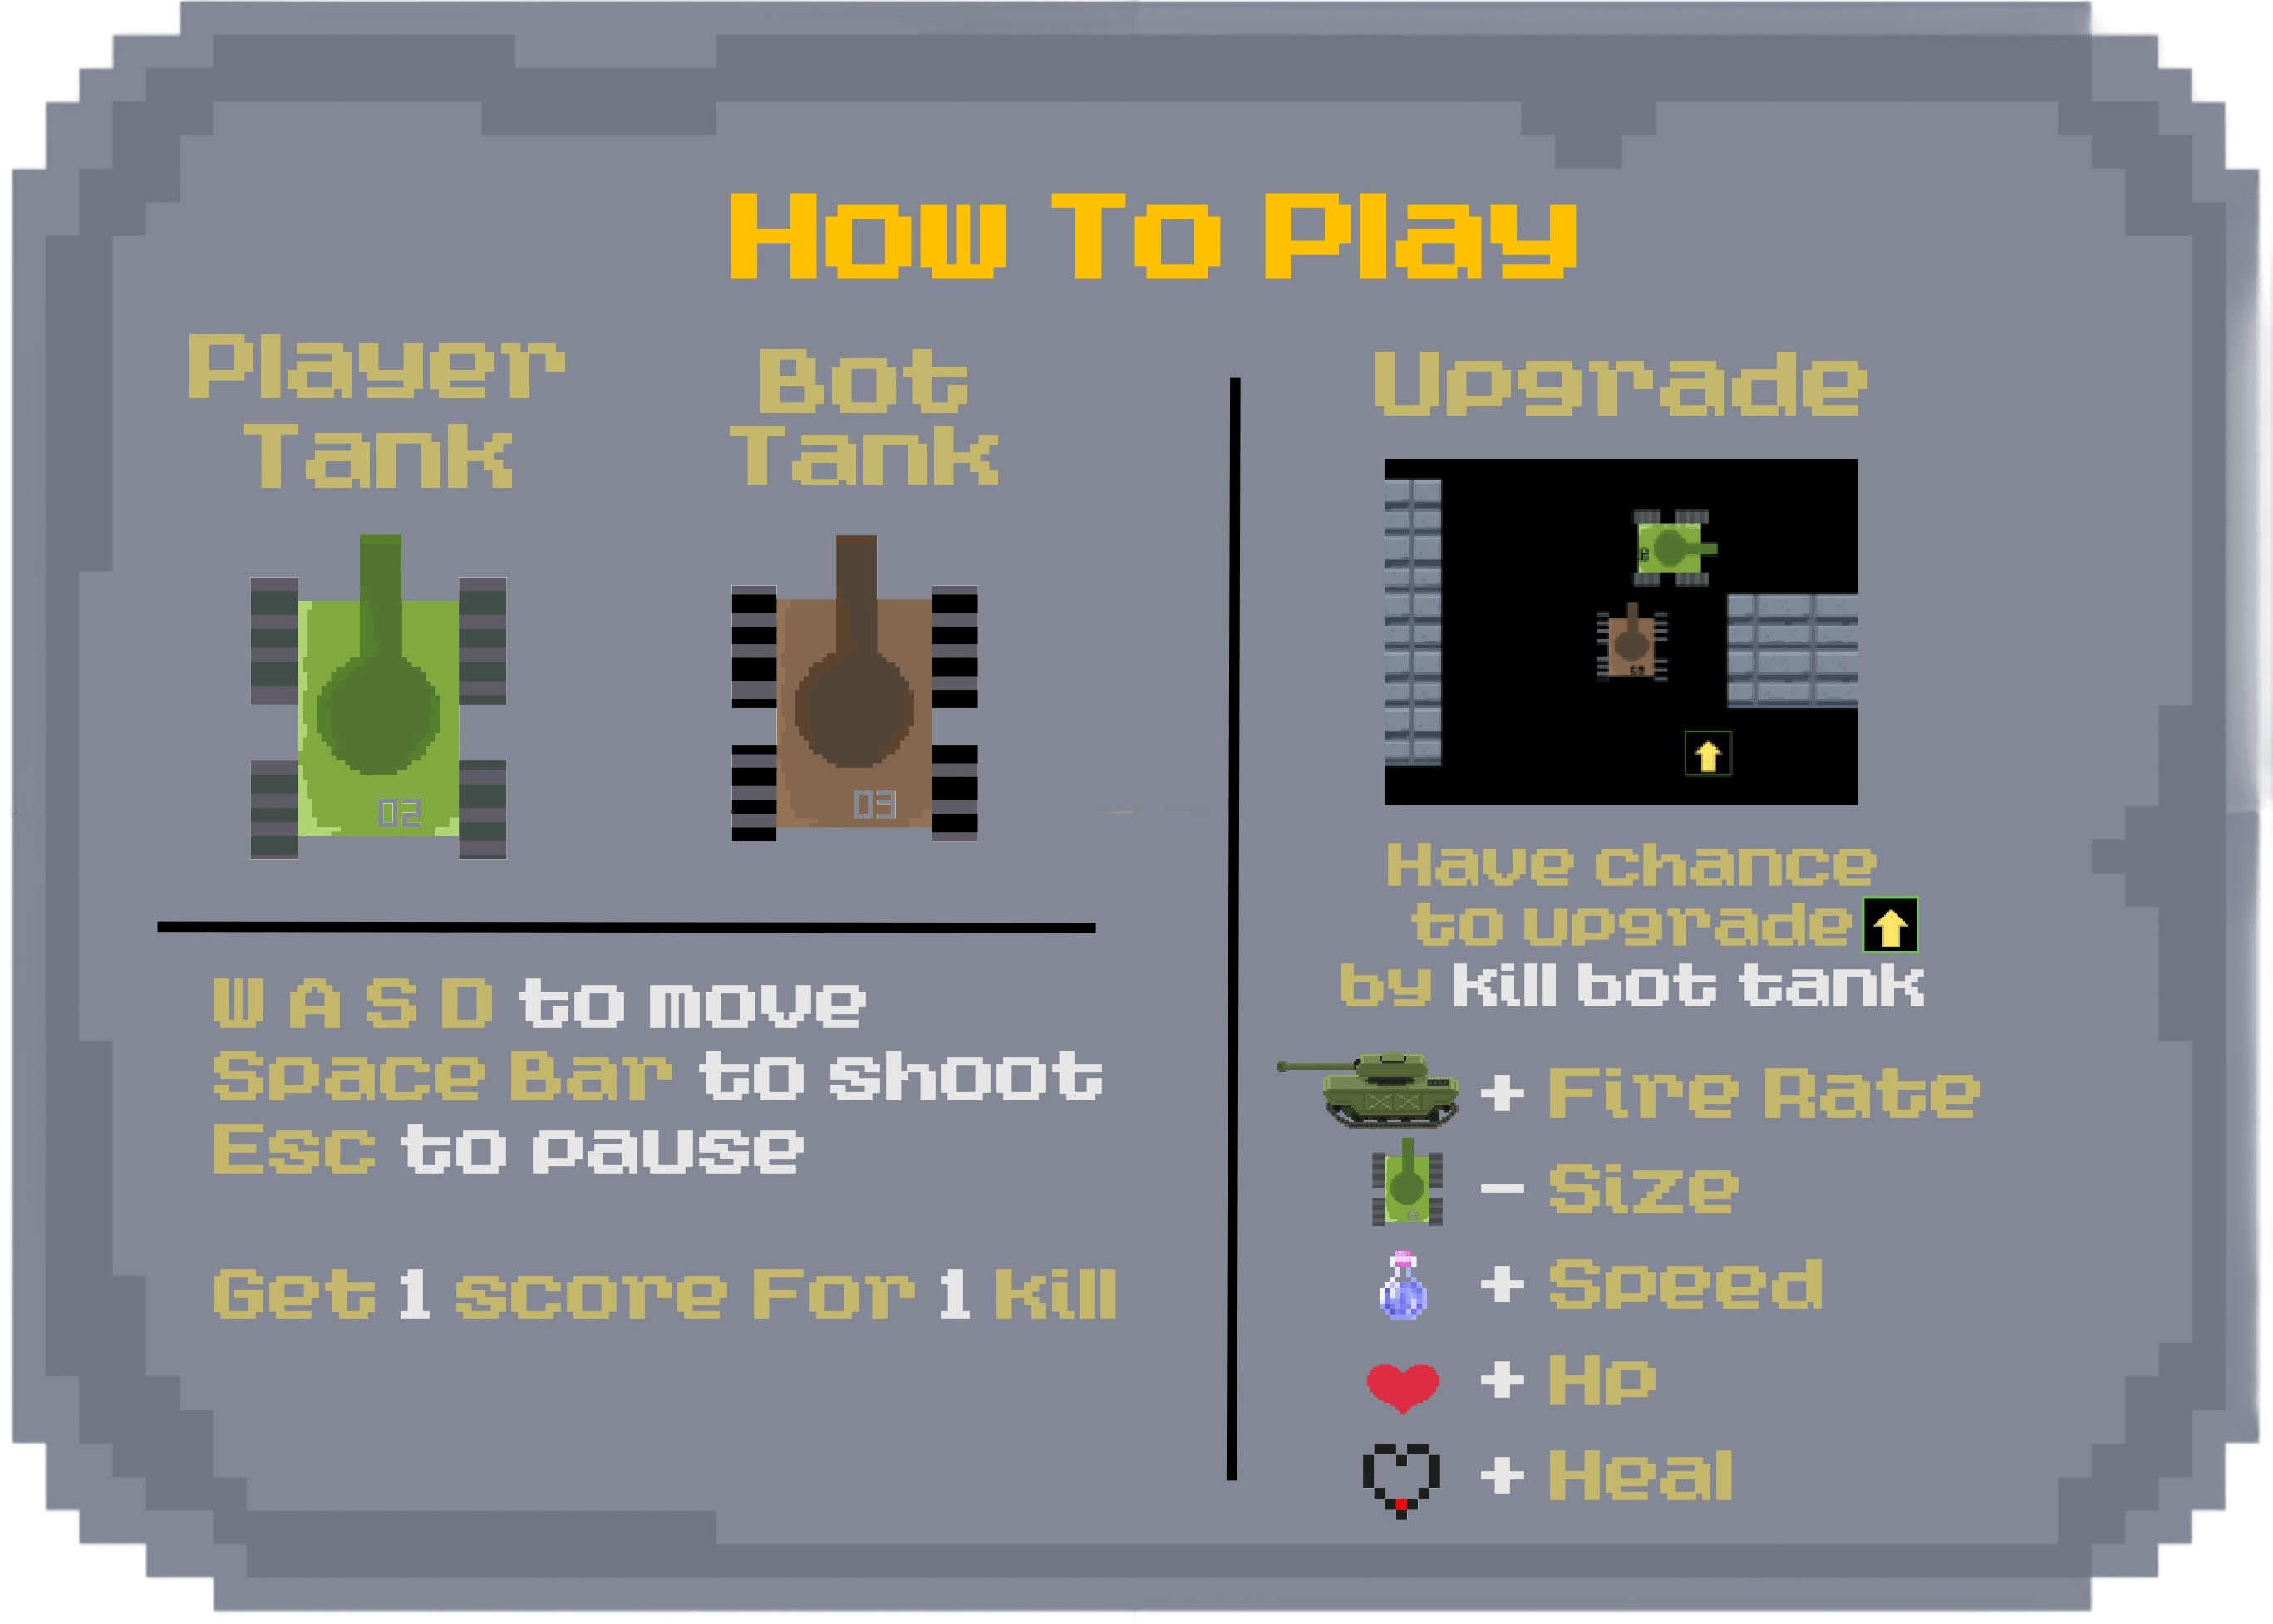 How To Play
Player
Tank
02
Bot
Tank
03
W A S D to move
Space Bar to shoot
Esc to pause
Get 1 score For 1 kill
Upgrade
Have chance
to upgrade
by kill bot tank
+ Fire Rate
- Size
+ Speed
+ Hp
+ Heal